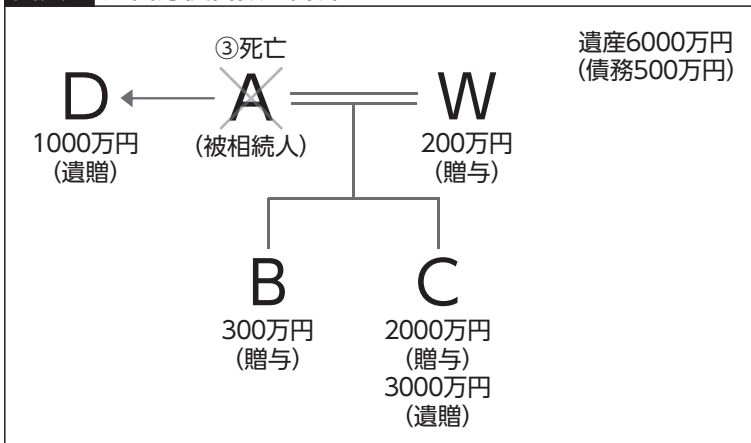 ③死亡
遺産6000万円
(債務500万円)
D
A
W
1000万円
(遺贈)
(被相続人)
200万円
(贈与)
B
C
300万円
(贈与)
2000万円
(贈与)
3000万円
(遺贈)